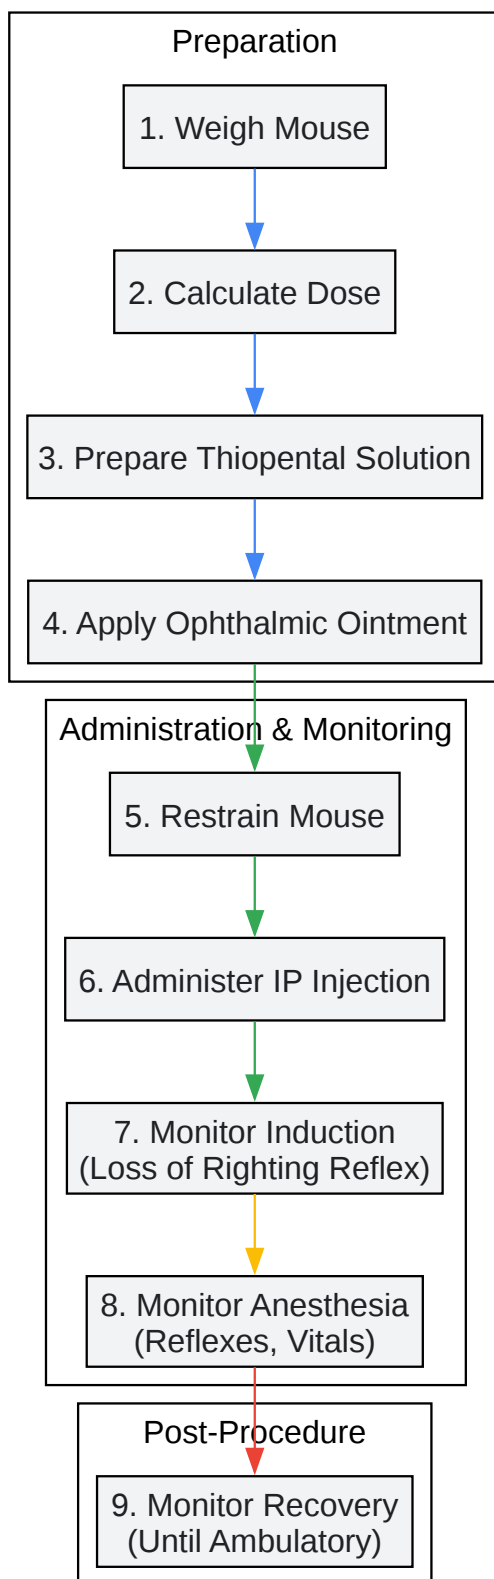 Preparation
1. Weigh Mouse
2. Calculate Dose
3. Prepare Thiopental Solution
4. Apply Ophthalmic Ointment
Administration & Monitoring
5. Restrain Mouse
6. Administer IP Injection
7. Monitor Induction
(Loss of Righting Reflex)
8. Monitor Anesthesia
(Reflexes, Vitals)
Post-Procedure
9. Monitor Recovery
(Until Ambulatory)